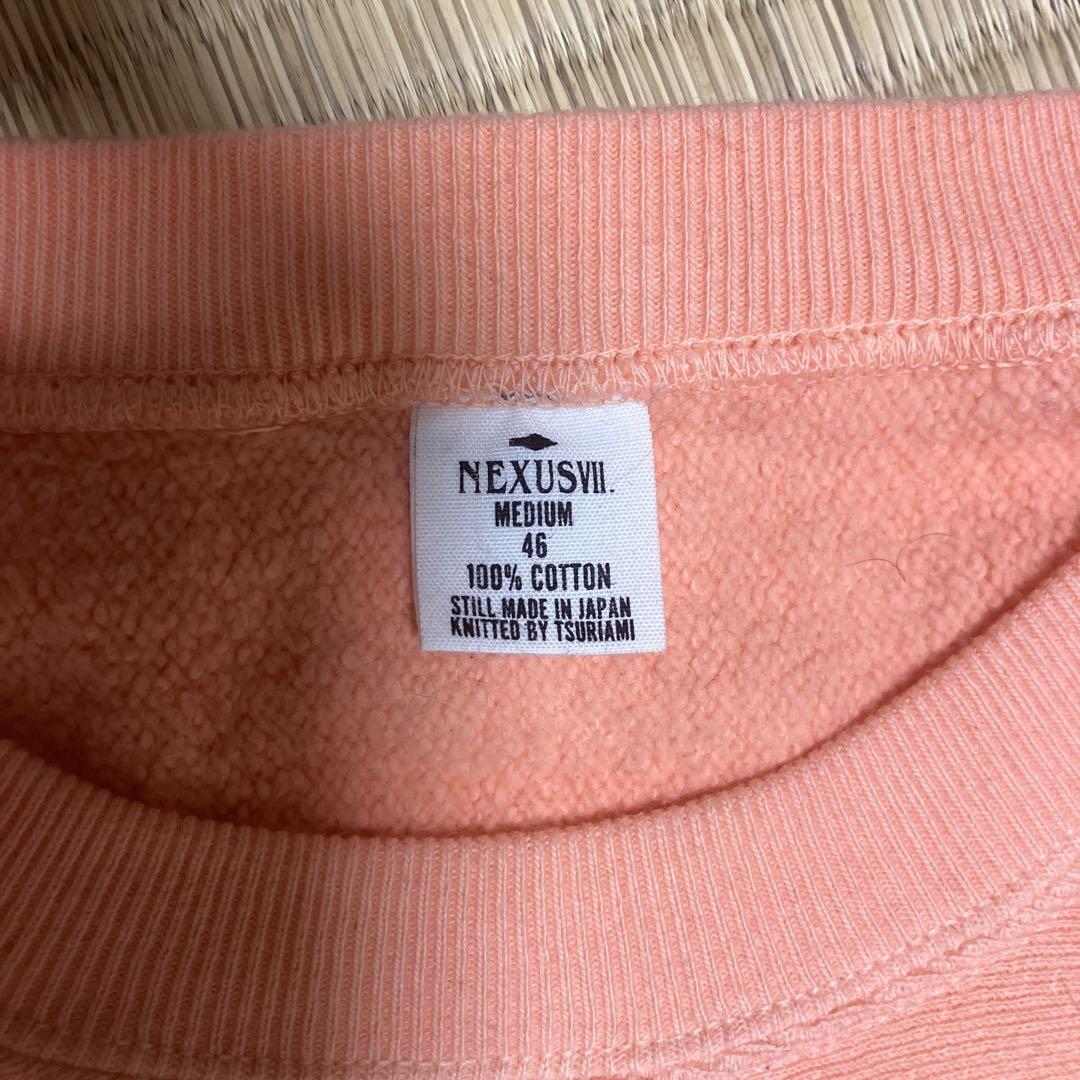 NEXUSVII.
MEDIUM
46
100% COTTON
STILL MADE IN JAPAN
KNITTED BY TSURIAMI